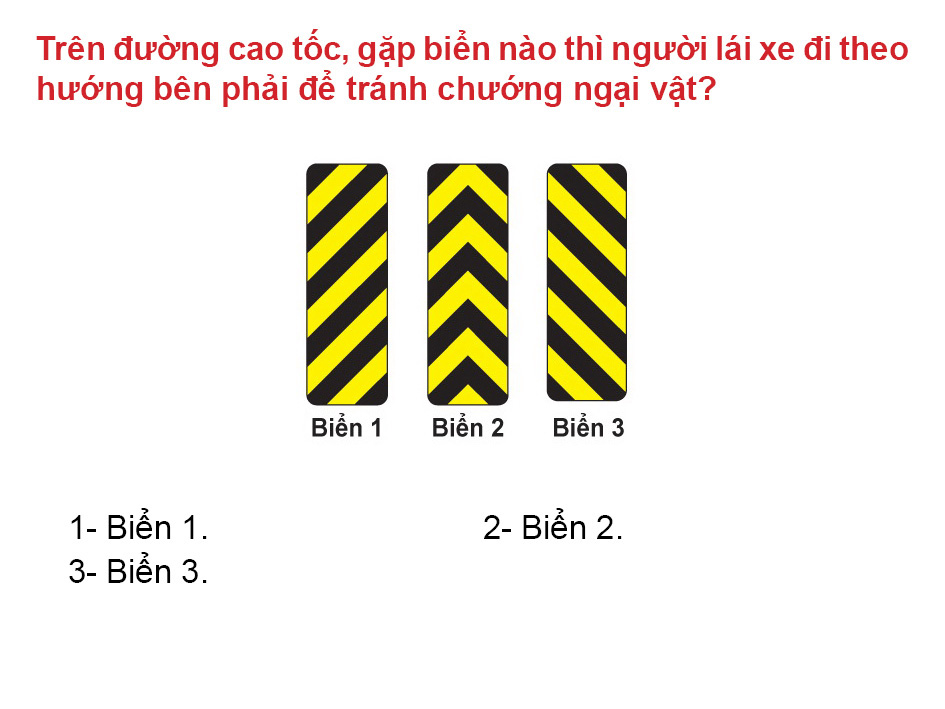 Trên đường cao tốc, gặp biển nào thì người lái xe đi theo
hướng bên phải để tránh chướng ngại vật?
Biển 1 Biển 2 Biển 3
1- Biển 1. 2- Biển 2.
3- Biển 3.